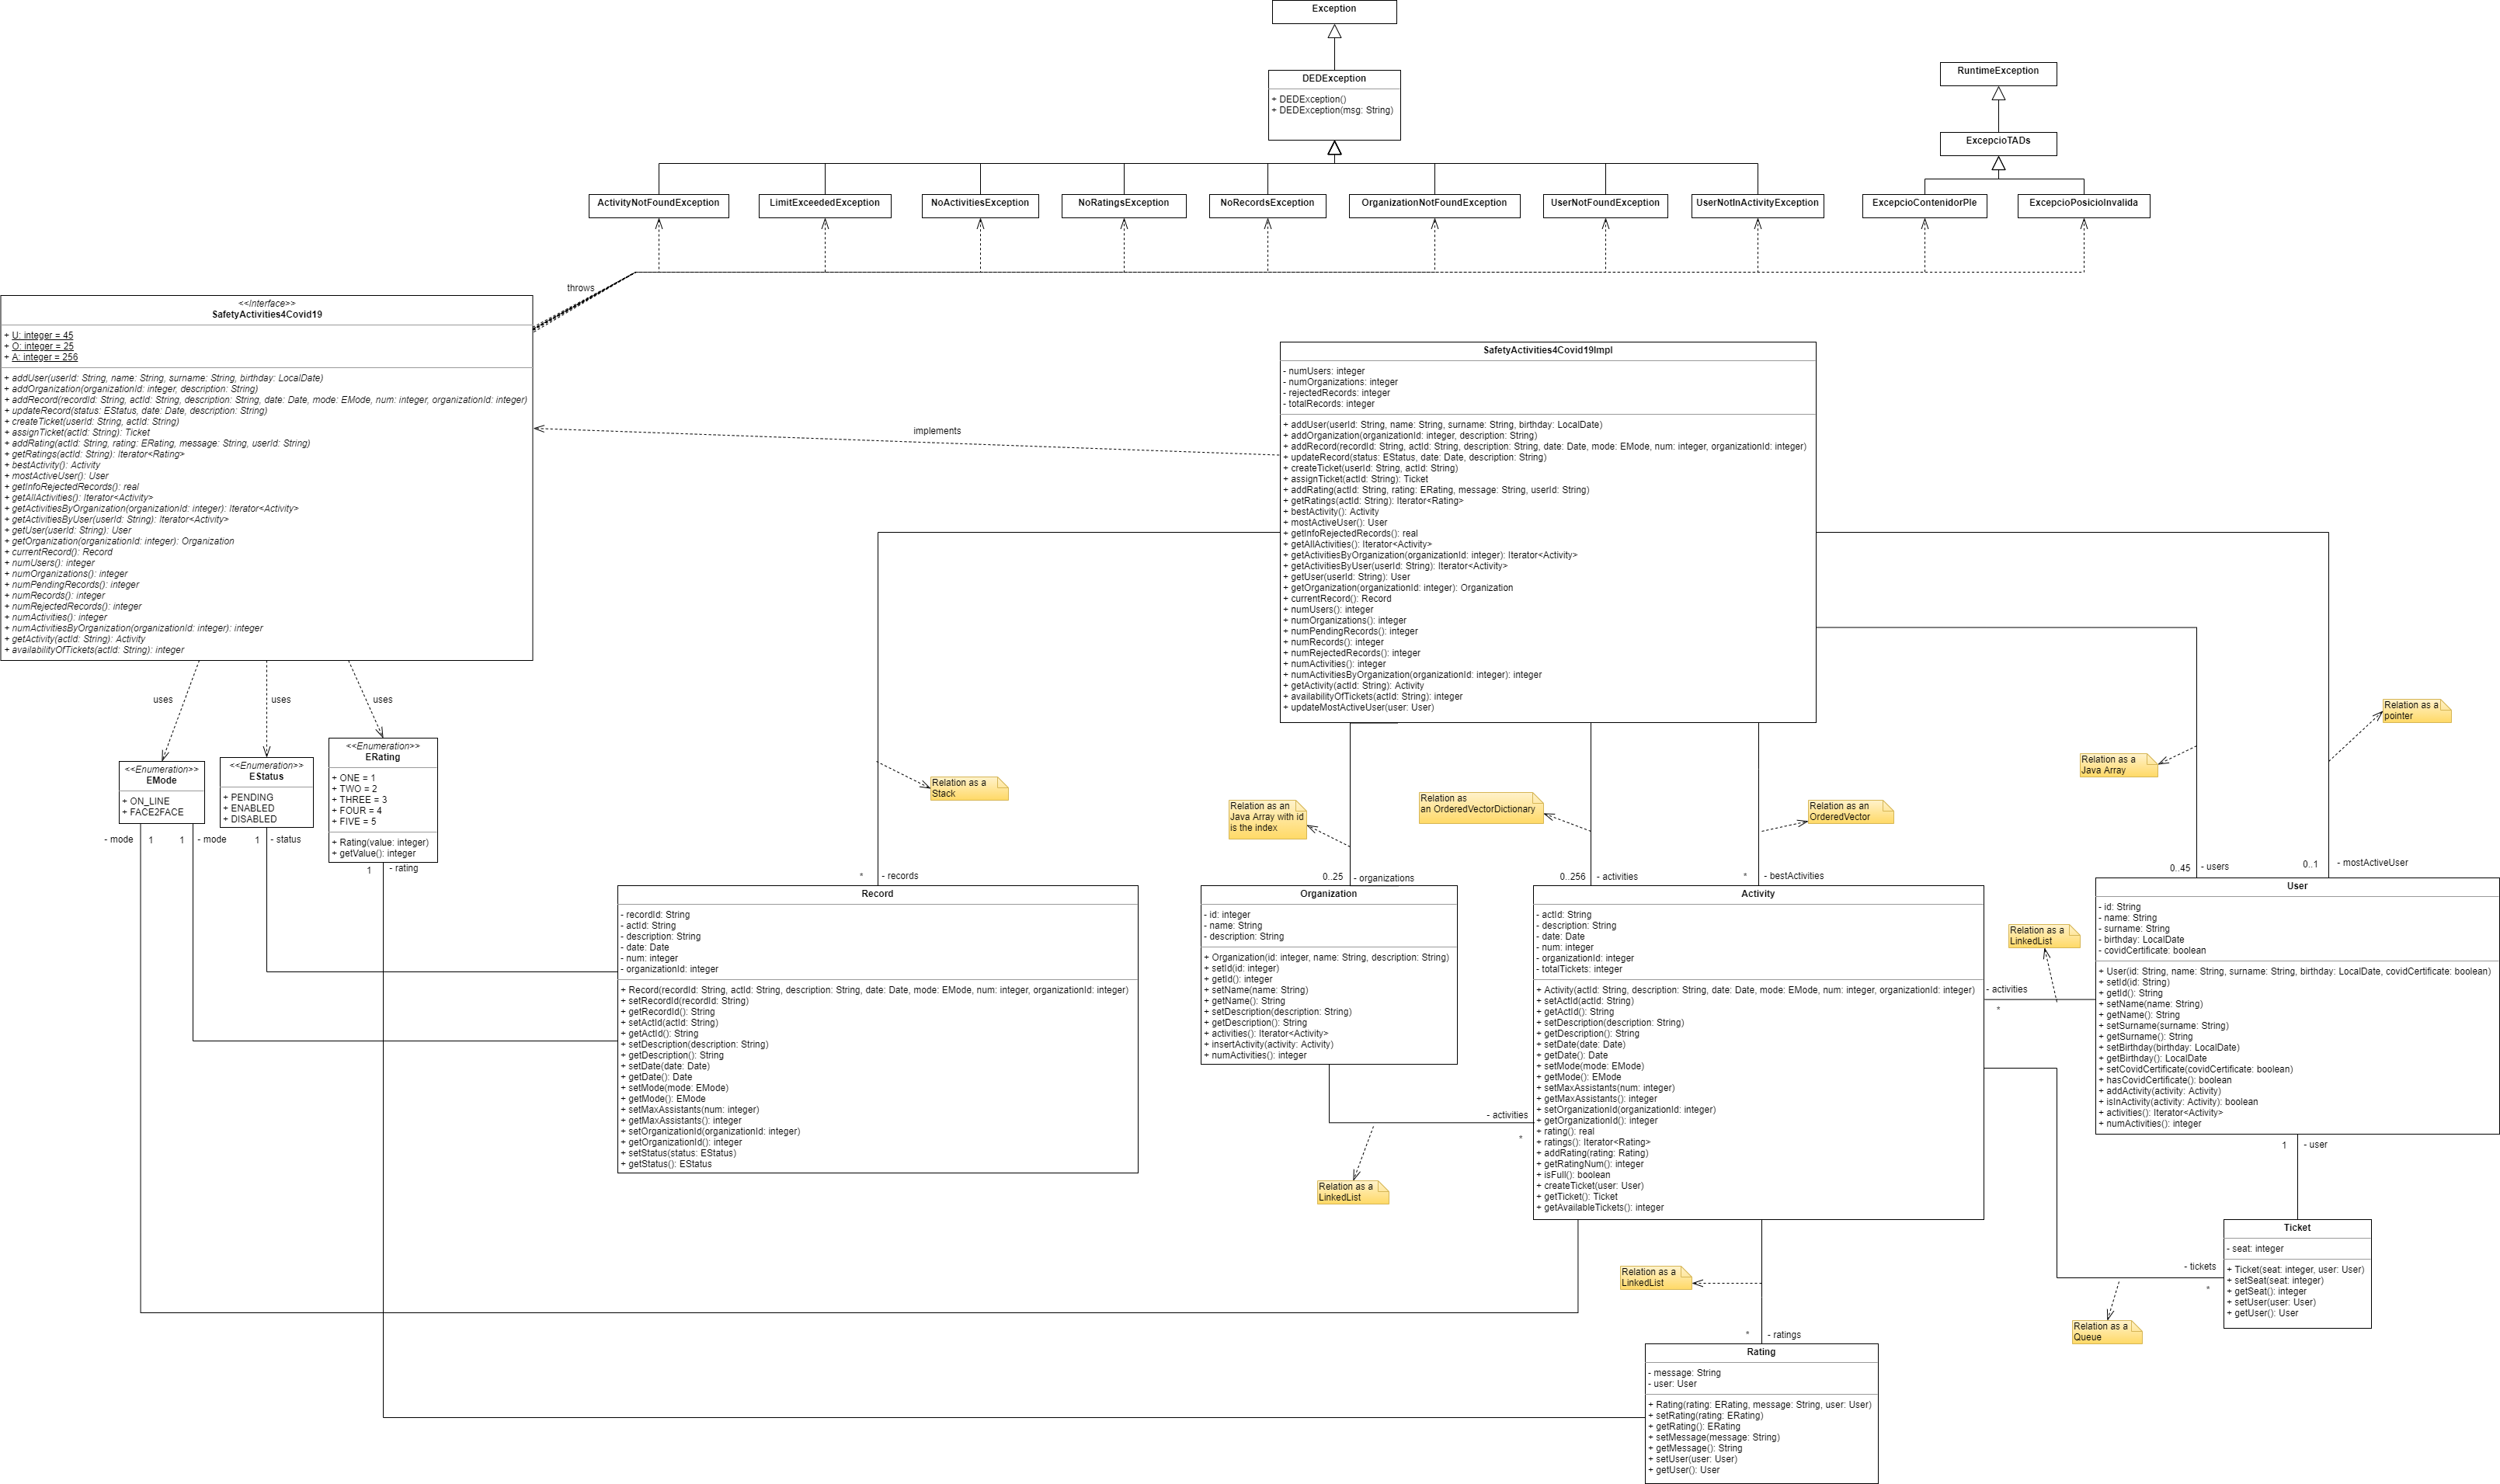 Exception
DEDException
+ DEDException()
+ DEDException(msg: String)
RuntimeException
ExcepcioTADs
ActivityNotFoundException
LimitExceededException
NoActivitiesException
NoRatingsException
NoRecordsException
OrganizationNotFoundException
UserNotFoundException
UserNotInActivityException
ExcepcioContenidorPle
ExcepcioPosicioInvalida
throws
<<Interface>>
SafetyActivities4Covid19
+ U: integer = 45
+ O: integer = 25
+ A: integer = 256
+ addUser(userId: String, name: String, surname: String, birthday: LocalDate)
+ addOrganization(organizationId: integer, description: String)
+ addRecord(recordId: String, actId: String, description: String, date: Date, mode: EMode, num: integer, organizationId: integer)
+ updateRecord(status: EStatus, date: Date, description: String)
+ createTicket(userId: String, actId: String)
+ assignTicket(actId: String): Ticket
+ addRating(actId: String, rating: ERating, message: String, userId: String)
+ getRatings(actId: String): Iterator<Rating>
+ bestActivity(): Activity
+ mostActiveUser(): User
+ getInfoRejectedRecords(): real
+ getAllActivities(): Iterator<Activity>
+ getActivitiesByOrganization(organizationId: integer): Iterator<Activity>
+ getActivitiesByUser(userId: String): Iterator<Activity>
+ getUser(userId: String): User
+ getOrganization(organizationId: integer): Organization
+ currentRecord(): Record
+ numUsers(): integer
+ numOrganizations(): integer
+ numPendingRecords(): integer
+ numRecords(): integer
+ numRejectedRecords(): integer
+ numActivities(): integer
+ numActivitiesByOrganization(organizationId: integer): integer
+ getActivity(actId: String): Activity
+ availabilityOfTickets(actId: String): integer
implements
SafetyActivities4Covid19Impl
- numUsers: integer
- numOrganizations: integer
- rejectedRecords: integer
- totalRecords: integer
+ addUser(userId: String, name: String, surname: String, birthday: LocalDate)
+ addOrganization(organizationId: integer, description: String)
+ addRecord(recordId: String, actId: String, description: String, date: Date, mode: EMode, num: integer, organizationId: integer)
+ updateRecord(status: EStatus, date: Date, description: String)
+ createTicket(userId: String, actId: String)
+ assignTicket(actId: String): Ticket
+ addRating(actId: String, rating: ERating, message: String, userId: String)
+ getRatings(actId: String): Iterator<Rating>
+ bestActivity(): Activity
+ mostActiveUser(): User
+ getInfoRejectedRecords(): real
+ getAllActivities(): Iterator<Activity>
+ getActivitiesByOrganization(organizationId: integer): Iterator<Activity>
+ getActivitiesByUser(userId: String): Iterator<Activity>
+ getUser(userId: String): User
+ getOrganization(organizationId: integer): Organization
+ currentRecord(): Record
+ numUsers(): integer
+ numOrganizations(): integer
+ numPendingRecords(): integer
+ numRecords(): integer
+ numRejectedRecords(): integer
+ numActivities(): integer
+ numActivitiesByOrganization(organizationId: integer): integer
+ getActivity(actId: String): Activity
+ availabilityOfTickets(actId: String): integer
+ updateMostActiveUser(user: User)
uses
uses
uses
<<Enumeration>>
EMode
+ ON_LINE
+ FACE2FACE
<<Enumeration>>
EStatus
+ PENDING
+ ENABLED
+ DISABLED
<<Enumeration>>
ERating
+ ONE = 1
+ TWO = 2
+ THREE = 3
+ FOUR = 4
+ FIVE = 5
+ Rating(value: integer)
+ getValue(): integer
- mode
1
1
- mode
1
- status
1
- rating
Relation as a
Stack
Relation as an
Java Array with id
is the index
Relation as
an OrderedVectorDictionary
Relation as an
OrderedVector
Relation as a
Java Array
Relation as a
pointer
*
- records
0..25
- organizations
0..256
- activities
*
- bestActivities
0..45
- users
0..1
- mostActiveUser
Record
- recordId: String
- actId: String
- description: String
- date: Date
- num: integer
- organizationId: integer
+ Record(recordId: String, actId: String, description: String, date: Date, mode: EMode, num: integer, organizationId: integer)
+ setRecordId(recordId: String)
+ getRecordId(): String
+ setActId(actId: String)
+ getActId(): String
+ setDescription(description: String)
+ getDescription(): String
+ setDate(date: Date)
+ getDate(): Date
+ setMode(mode: EMode)
+ getMode(): EMode
+ setMaxAssistants(num: integer)
+ getMaxAssistants(): integer
+ setOrganizationId(organizationId: integer)
+ getOrganizationId(): integer
+ setStatus(status: EStatus)
+ getStatus(): EStatus
Organization
- id: integer
- name: String
- description: String
+ Organization(id: integer, name: String, description: String)
+ setId(id: integer)
+ getId(): integer
+ setName(name: String)
+ getName(): String
+ setDescription(description: String)
+ getDescription(): String
+ activities(): Iterator<Activity>
+ insertActivity(activity: Activity)
+ numActivities(): integer
- activities
*
Relation as a
LinkedList
Activity
- actId: String
- description: String
- date: Date
- num: integer
- organizationId: integer
- totalTickets: integer
+ Activity(actId: String, description: String, date: Date, mode: EMode, num: integer, organizationId: integer)
+ setActId(actId: String)
+ getActId(): String
+ setDescription(description: String)
+ getDescription(): String
+ setDate(date: Date)
+ getDate(): Date
+ setMode(mode: EMode)
+ getMode(): EMode
+ setMaxAssistants(num: integer)
+ getMaxAssistants(): integer
+ setOrganizationId(organizationId: integer)
+ getOrganizationId(): integer
+ rating(): real
+ ratings(): Iterator<Rating>
+ addRating(rating: Rating)
+ getRatingNum(): integer
+ isFull(): boolean
+ createTicket(user: User)
+ getTicket(): Ticket
+ getAvailableTickets(): integer
Relation as a
LinkedList
- activities
*
User
- id: String
- name: String
- surname: String
- birthday: LocalDate
- covidCertificate: boolean
+ User(id: String, name: String, surname: String, birthday: LocalDate, covidCertificate: boolean)
+ setId(id: String)
+ getId(): String
+ setName(name: String)
+ getName(): String
+ setSurname(surname: String)
+ getSurname(): String
+ setBirthday(birthday: LocalDate)
+ getBirthday(): LocalDate
+ setCovidCertificate(covidCertificate: boolean)
+ hasCovidCertificate(): boolean
+ addActivity(activity: Activity)
+ isInActivity(activity: Activity): boolean
+ activities(): Iterator<Activity>
+ numActivities(): integer
1
- user
Ticket
- seat: integer
+ Ticket(seat: integer, user: User)
+ setSeat(seat: integer)
+ getSeat(): integer
+ setUser(user: User)
+ getUser(): User
- tickets
*
Relation as a
Queue
Relation as a
LinkedList
*
- ratings
Rating
- message: String
- user: User
+ Rating(rating: ERating, message: String, user: User)
+ setRating(rating: ERating)
+ getRating(): ERating
+ setMessage(message: String)
+ getMessage(): String
+ setUser(user: User)
+ getUser(): User